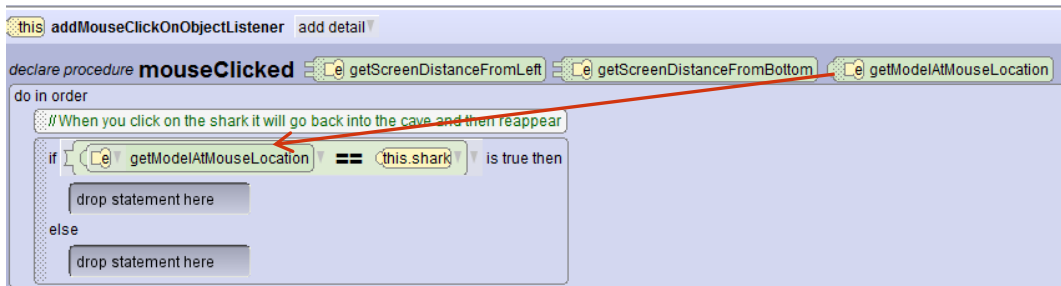 this addMouseClickOnObjectListener add detail
declare procedure mouseClicked e getScreenDistanceFromLeft e getScreenDistanceFromBottom e getModelAtMouseLocation
do in order
// When you click on the shark it will go back into the cave and then reappear
if e getModelAtMouseLocation == this.shark is true then
drop statement here
else
drop statement here